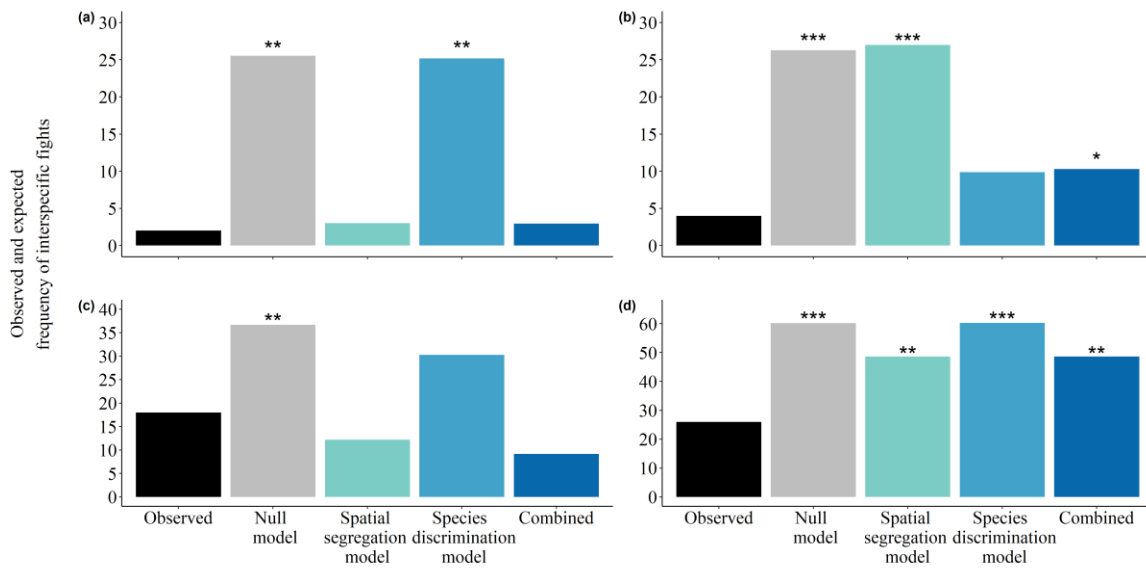 Observed and expected
frequency of interspecific fights
(a)
30
25
20
15
10
5
0
**
**
(b)
30
25
20
15
10
5
0
***
***
*
(c)
40
35
30
25
20
15
10
5
0
**
Observed
Null
model
Spatial
segregation
model
Species
discrimination
model
Combined
(d)
60
50
40
30
20
10
0
***
**
***
**
Observed
Null
model
Spatial
segregation
model
Species
discrimination
model
Combined